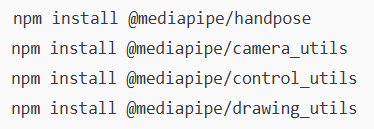 npm install @mediapipe/handpose
npm install @mediapipe/camera_utils
npm install @mediapipe/control_utils
npm install @mediapipe/drawing_utils